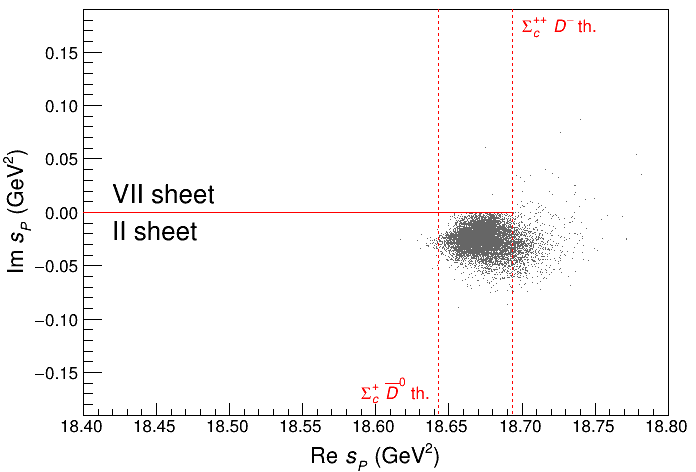 Σc++ D− th.
0.15
0.10
0.05
VII sheet
0.00
II sheet
−0.05
−0.10
−0.15
Σc+ D̅0 th.
18.40 18.45 18.50 18.55 18.60 18.65 18.70 18.75 18.80
Re sP (GeV2)
Im sP (GeV2)